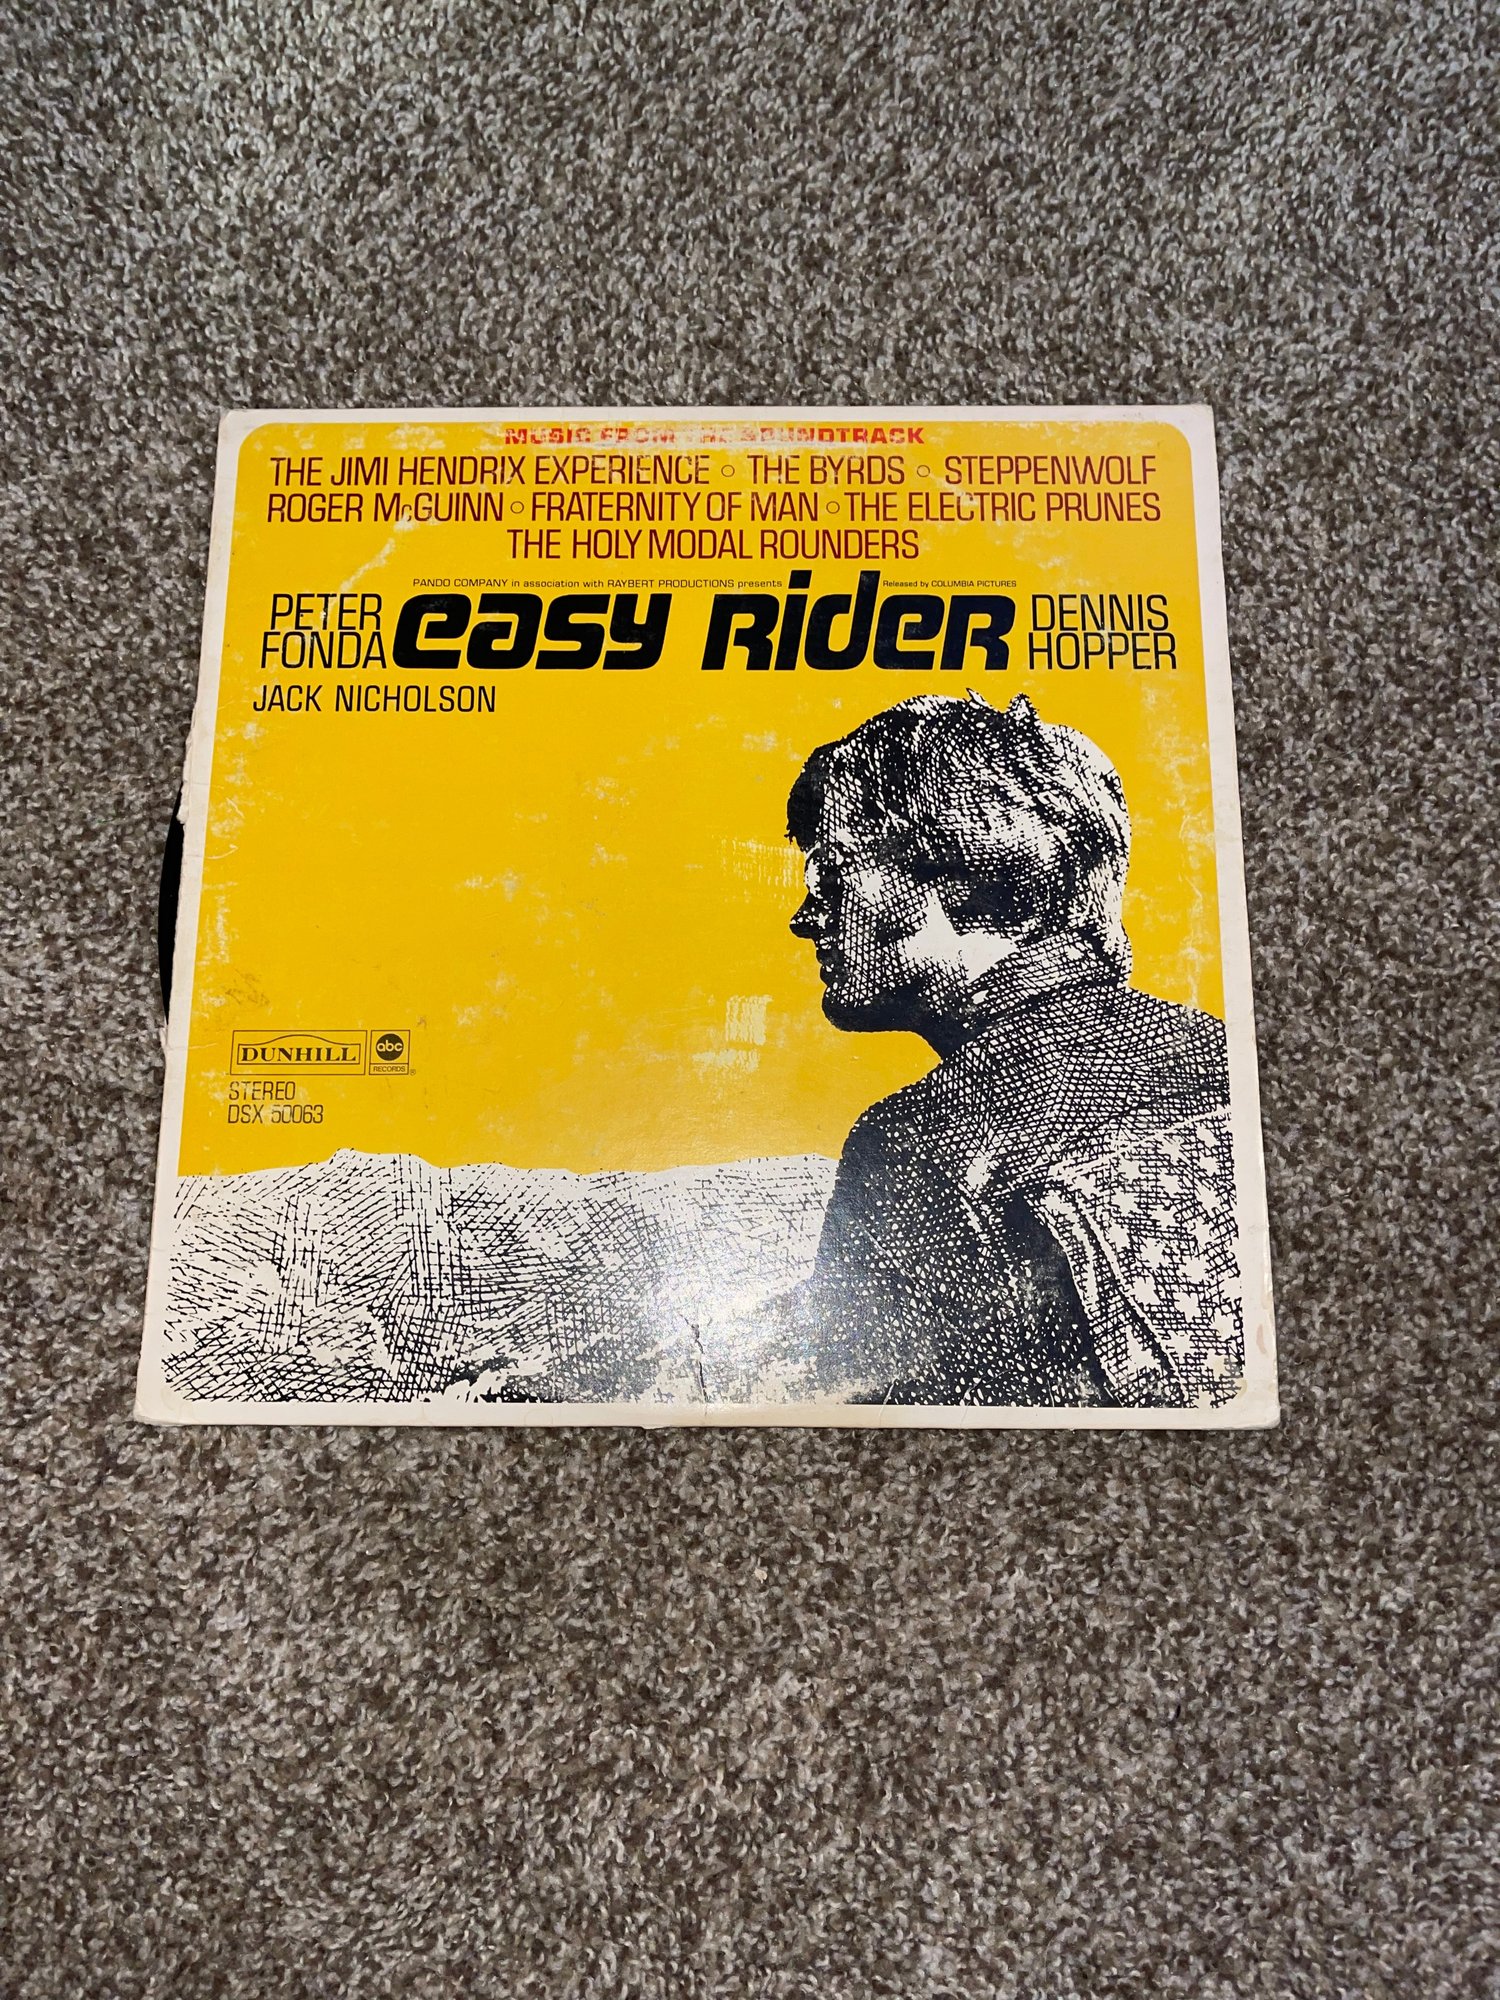 MUSIC FROM THE SOUNDTRACK
THE JIMI HENDRIX EXPERIENCE ◦ THE BYRDS ◦ STEPPENWOLF
ROGER McGUINN ◦ FRATERNITY OF MAN ◦ THE ELECTRIC PRUNES
THE HOLY MODAL ROUNDERS
PANDO COMPANY in association with RAYBERT PRODUCTIONS presents
Released by COLUMBIA PICTURES
PETER FONDA
easy Rider
DENNIS HOPPER
JACK NICHOLSON
DUNHILL
abc
RECORDS®
STEREO
DSX 50063